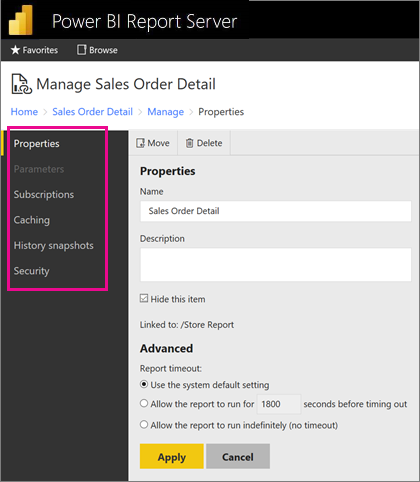 Power BI Report Server
Favorites Browse
Manage Sales Order Detail
Home > Sales Order Detail > Manage > Properties
Properties
Parameters
Subscriptions
Caching
History snapshots
Security
Move Delete
Properties
Name
Sales Order Detail
Description
Hide this item
Linked to: /Store Report
Advanced
Report timeout:
Use the system default setting
Allow the report to run for 1800 seconds before timing out
Allow the report to run indefinitely (no timeout)
Apply Cancel